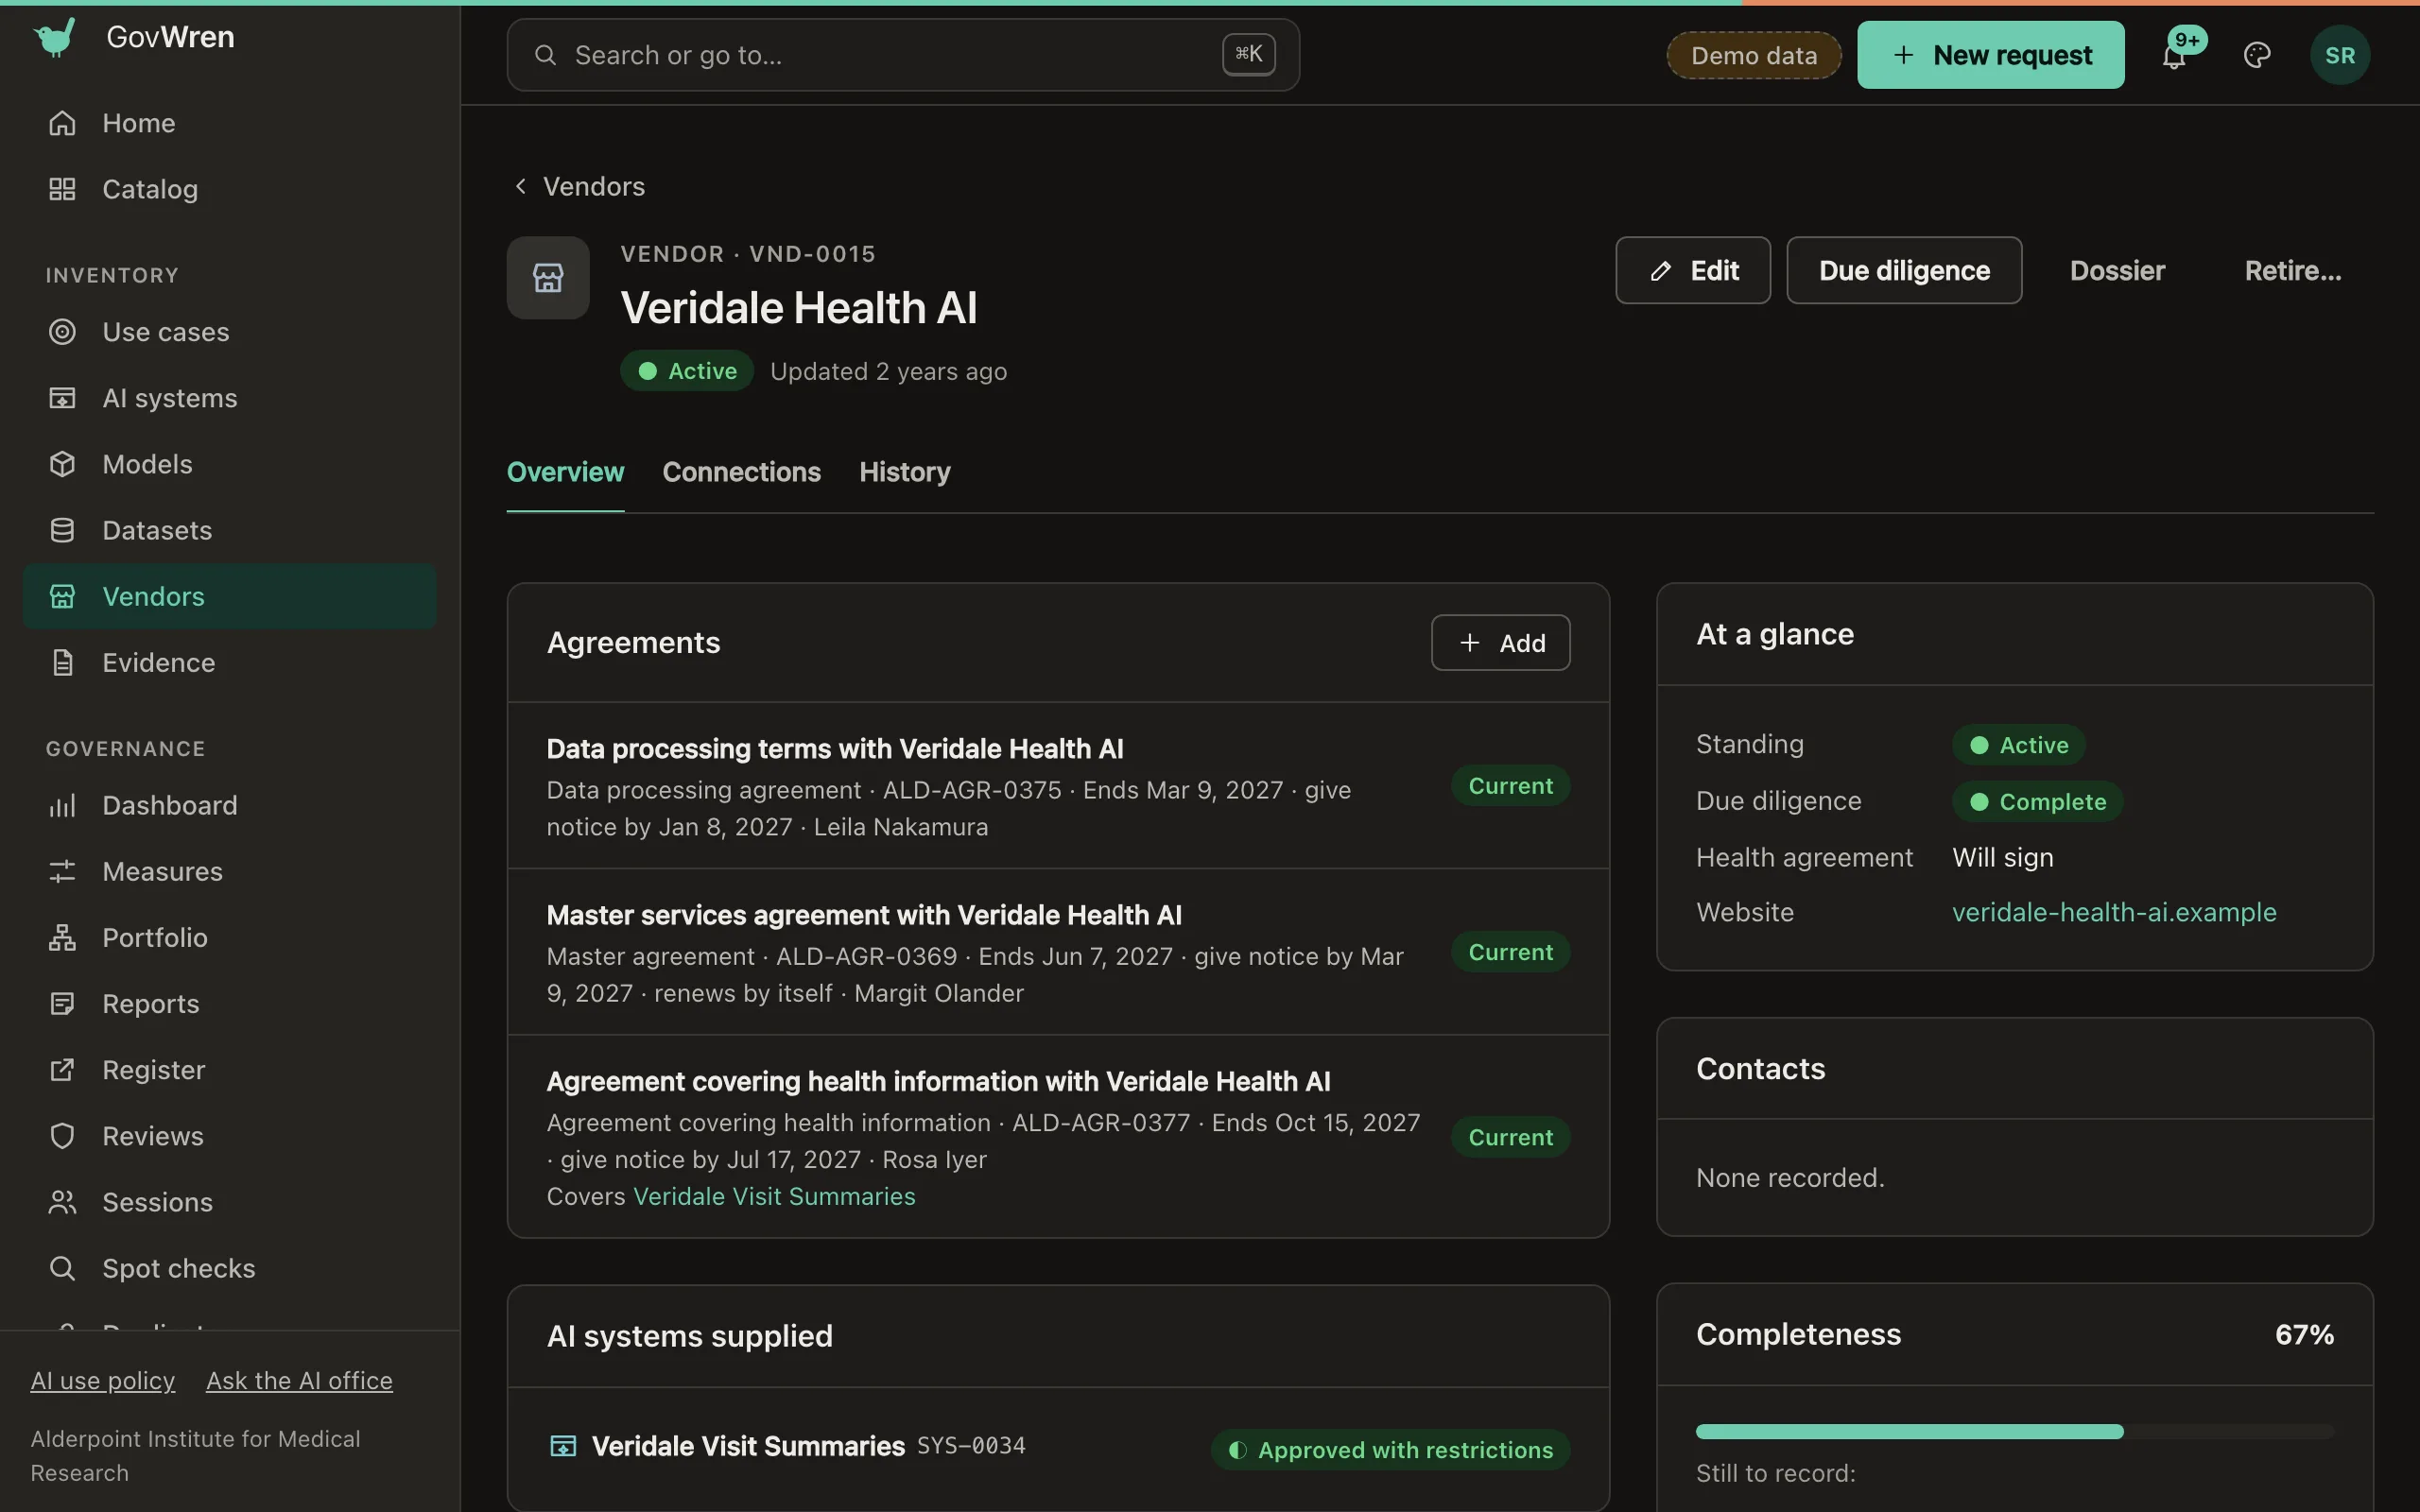 GovWren
Search or go to...
⌘K
Demo data
+ New request
9+
SR
Home
Catalog
INVENTORY
Use cases
AI systems
Models
Datasets
Vendors
Evidence
GOVERNANCE
Dashboard
Measures
Portfolio
Reports
Register
Reviews
Sessions
Spot checks
AI use policy
Ask the AI office
Alderpoint Institute for Medical
Research
Vendors
VENDOR · VND-0015
Veridale Health AI
Active
Updated 2 years ago
Edit
Due diligence
Dossier
Retire...
Overview
Connections
History
Agreements
+ Add
Data processing terms with Veridale Health AI
Data processing agreement · ALD-AGR-0375 · Ends Mar 9, 2027 · give
notice by Jan 8, 2027 · Leila Nakamura
Current
Master services agreement with Veridale Health AI
Master agreement · ALD-AGR-0369 · Ends Jun 7, 2027 · give notice by Mar
9, 2027 · renews by itself · Margit Olander
Current
Agreement covering health information with Veridale Health AI
Agreement covering health information · ALD-AGR-0377 · Ends Oct 15, 2027
· give notice by Jul 17, 2027 · Rosa Iyer
Covers Veridale Visit Summaries
Current
AI systems supplied
Veridale Visit Summaries SYS-0034
Approved with restrictions
At a glance
Standing
Active
Due diligence
Complete
Health agreement
Will sign
Website
veridale-health-ai.example
Contacts
None recorded.
Completeness
67%
Still to record: